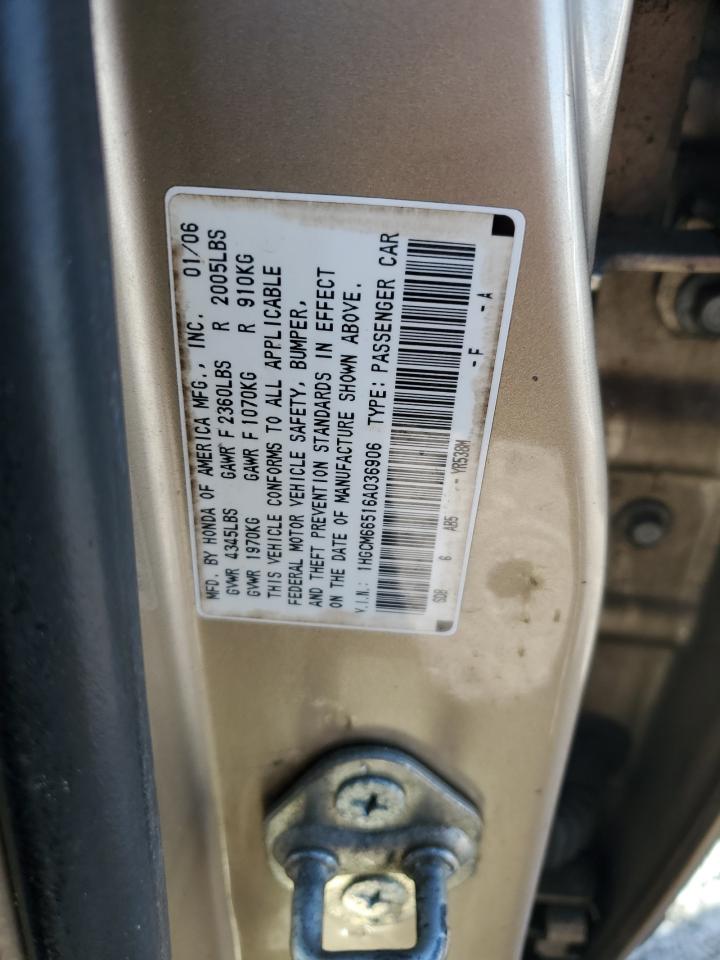 MFD. BY HONDA OF AMERICA MFG., INC. 01/06
GVWR 4345LBS GAWR F 2360LBS R 2005LBS
GVWR 1970KG GAWR F 1070KG R 910KG
THIS VEHICLE CONFORMS TO ALL APPLICABLE
FEDERAL MOTOR VEHICLE SAFETY, BUMPER,
AND THEFT PREVENTION STANDARDS IN EFFECT
ON THE DATE OF MANUFACTURE SHOWN ABOVE.
V.I.N.: 1HGCM66516A036906 TYPE: PASSENGER CAR
SDB 6 AB5 - YR538M - F - A